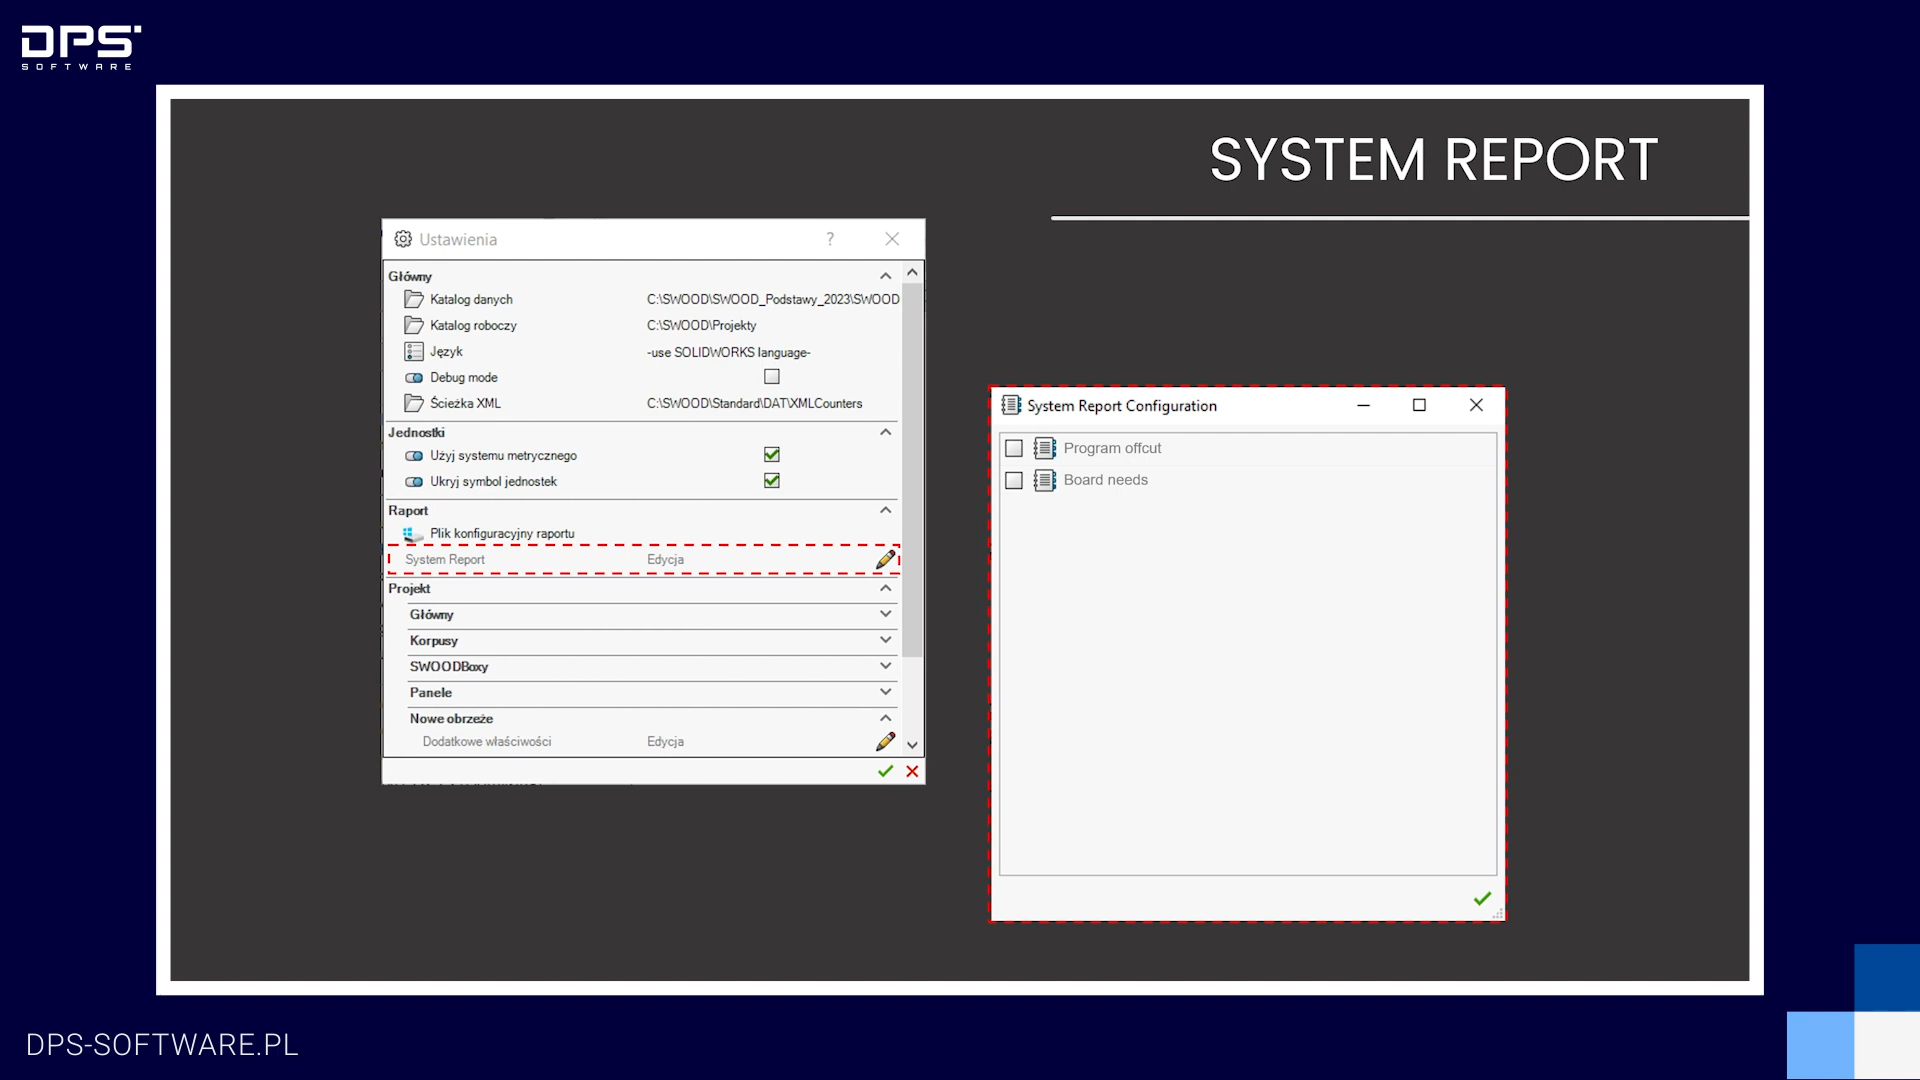 DPS
SOFTWARE
SYSTEM REPORT
Ustawienia ?
Główny
Katalog danych C:\SWOOD\SWOOD_Podstawy_2023\SWOOD
Katalog roboczy C:\SWOOD\Projekty
Język -use SOLIDWORKS language-
Debug mode
Ścieżka XML C:\SWOOD\Standard\DAT\XMLCounters
Jednostki
Użyj systemu metrycznego
Ukryj symbol jednostek
Raport
Plik konfiguracyjny raportu
System Report Edycja
Projekt
Główny
Korpusy
SWOODBoxy
Panele
Nowe obrzeże
Dodatkowe właściwości Edycja
System Report Configuration
Program offcut
Board needs
DPS-SOFTWARE.PL